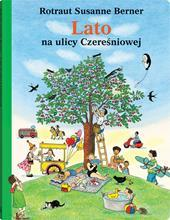 Rotraut Susanne Berner
Lato
na ulicy Czereśniowej